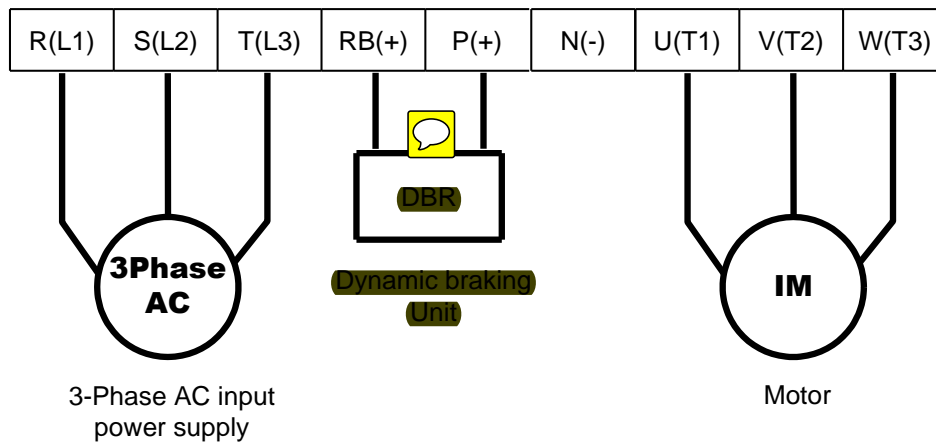 R(L1) S(L2) T(L3) RB(+) P(+) N(-) U(T1) V(T2) W(T3)
DBR
3Phase
AC
Dynamic braking
Unit
IM
3-Phase AC input
power supply
Motor